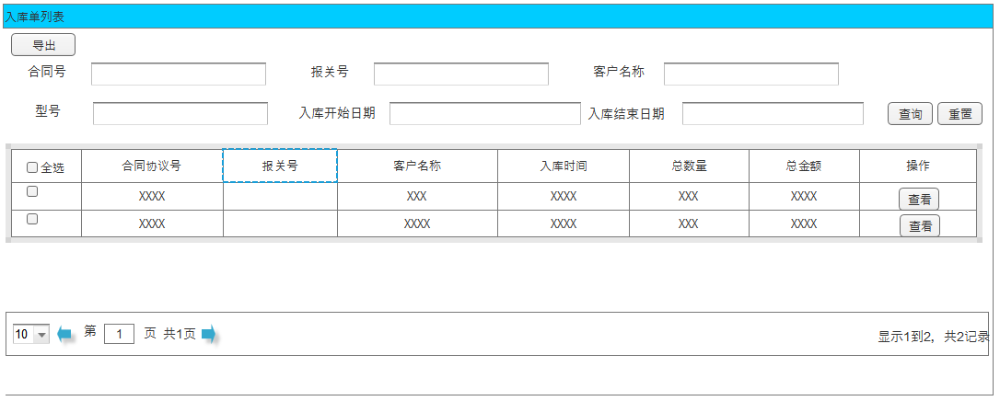 入库单列表
导出
合同号 报关号 客户名称
型号 入库开始日期 入库结束日期 查询 重置
全选 合同协议号 报关号 客户名称 入库时间 总数量 总金额 操作
XXXX XXX XXXX XXX XXXX 查看
XXXX XXXX XXXX XXX XXXX 查看
10 第 1 页 共1页 显示1到2，共2记录